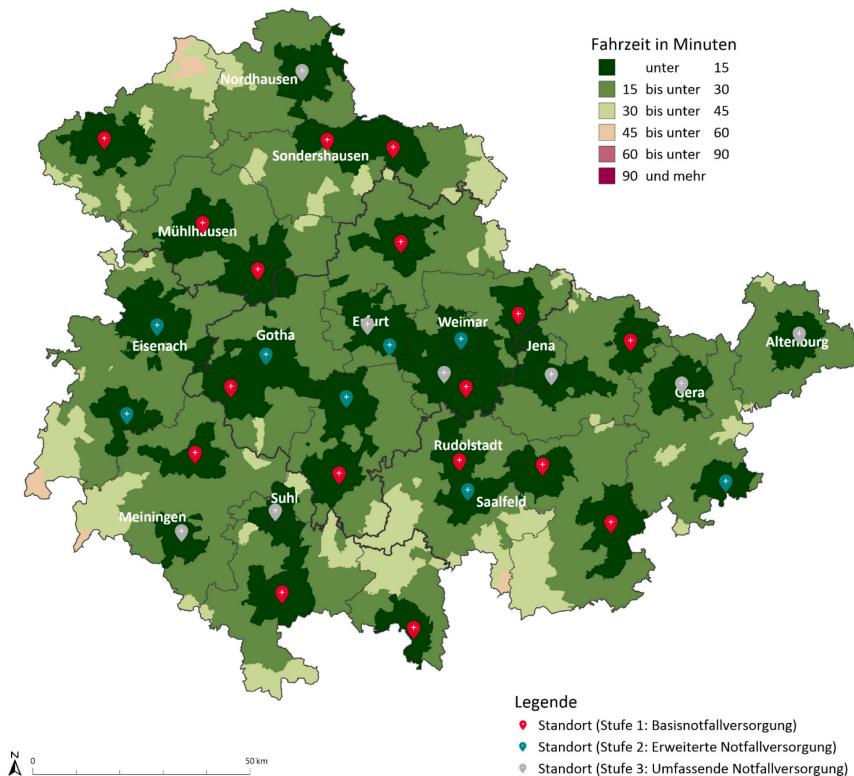 Fahrzeit in Minuten
unter 15
15 bis unter 30
30 bis unter 45
45 bis unter 60
60 bis unter 90
90 und mehr
Nordhausen
Sondershausen
Mühlhausen
Erfurt
Weimar
Gotha
Jena
Eisenach
Altenburg
Gera
Rudolstadt
Suhl
Saalfeld
Meiningen
Legende
Standort (Stufe 1: Basisnotfallversorgung)
Standort (Stufe 2: Erweiterte Notfallversorgung)
Standort (Stufe 3: Umfassende Notfallversorgung)
N
0 50 km